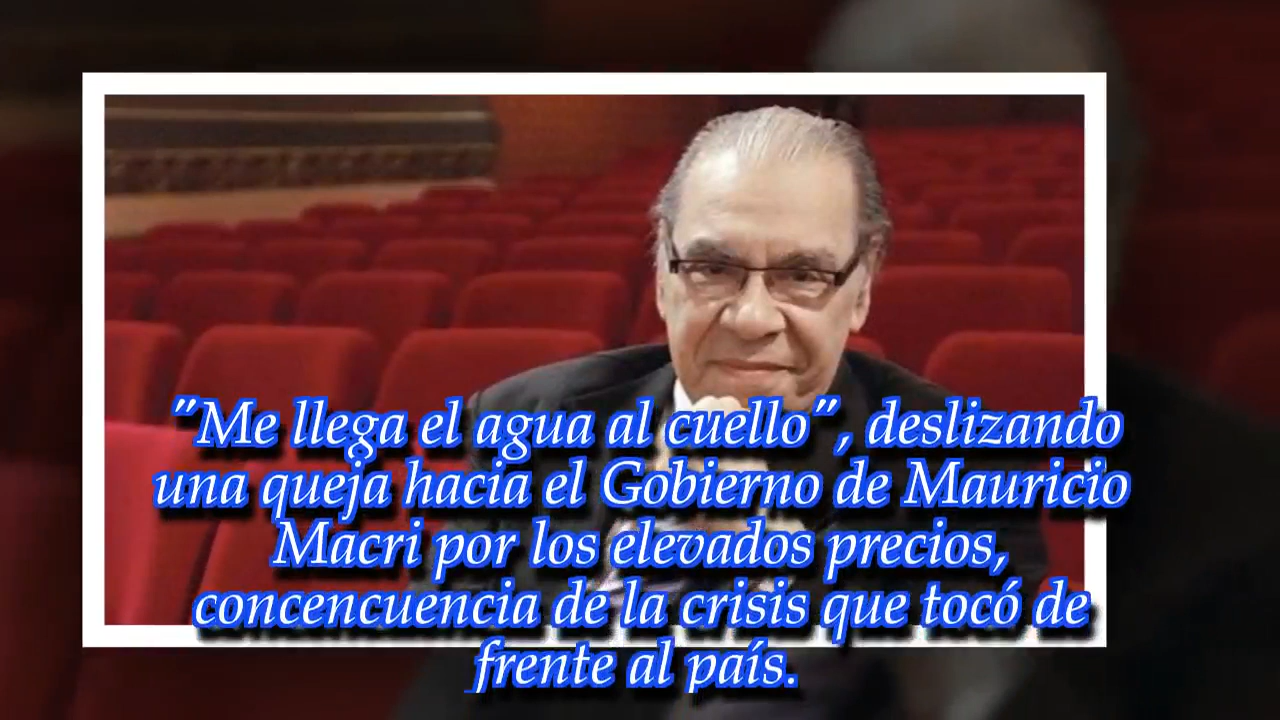 "Me llega el agua al cuello", deslizando
una queja hacia el Gobierno de Mauricio
Macri por los elevados precios,
concencuencia de la crisis que tocó de
frente al país.